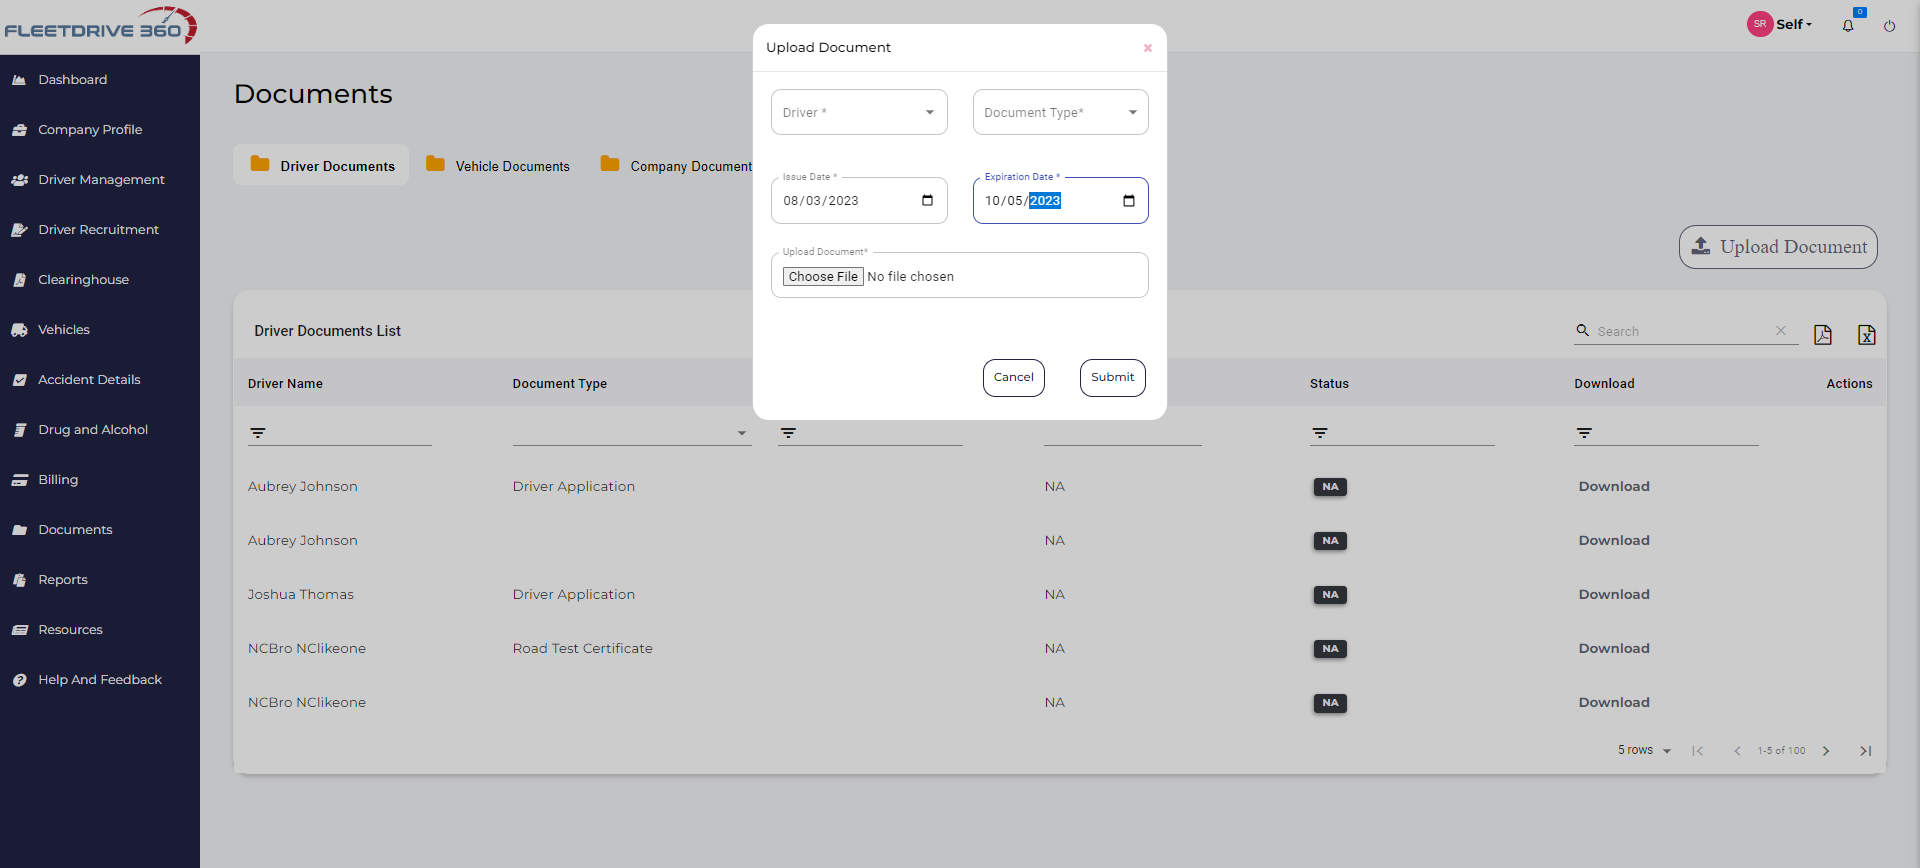 FLEETDRIVE 360
SR Self
0
Dashboard
Company Profile
Driver Management
Driver Recruitment
Clearinghouse
Vehicles
Accident Details
Drug and Alcohol
Billing
Documents
Reports
Resources
Help And Feedback
Documents
Driver Documents Vehicle Documents Company Document
Upload Document
Upload Document
×
Driver * Document Type*
Issue Date * Expiration Date *
08/03/2023 10/05/2023
Upload Document*
Choose File No file chosen
Cancel Submit
Driver Documents List
Search
Driver Name Document Type Status Download Actions
Aubrey Johnson Driver Application NA NA Download
Aubrey Johnson NA NA Download
Joshua Thomas Driver Application NA NA Download
NCBro NClikeone Road Test Certificate NA NA Download
NCBro NClikeone NA NA Download
5 rows 1-5 of 100